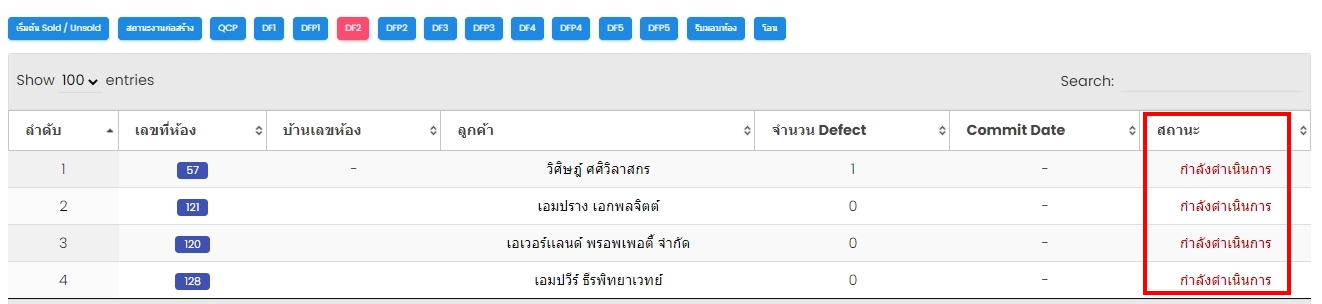 เริ่มต้น Sold / Unsold สถานะงานก่อสร้าง QCP DF1 DFP1 DF2 DFP2 DF3 DFP3 DF4 DFP4 DF5 DFP5 รับมอบห้อง โอน
Show 100 entries Search:
ลำดับ เลขที่ห้อง บ้านเลขห้อง ลูกค้า จำนวน Defect Commit Date สถานะ
1 57 - วิศิษฎ์ ศศิวิลาสกร 1 - กำลังดำเนินการ
2 121 เอมปราง เอกพลจิตต์ 0 - กำลังดำเนินการ
3 120 เอเวอร์แลนด์ พรอพเพอตี้ จำกัด 0 - กำลังดำเนินการ
4 128 เอมปวีร์ ธีรพิทยาเวทย์ 0 - กำลังดำเนินการ